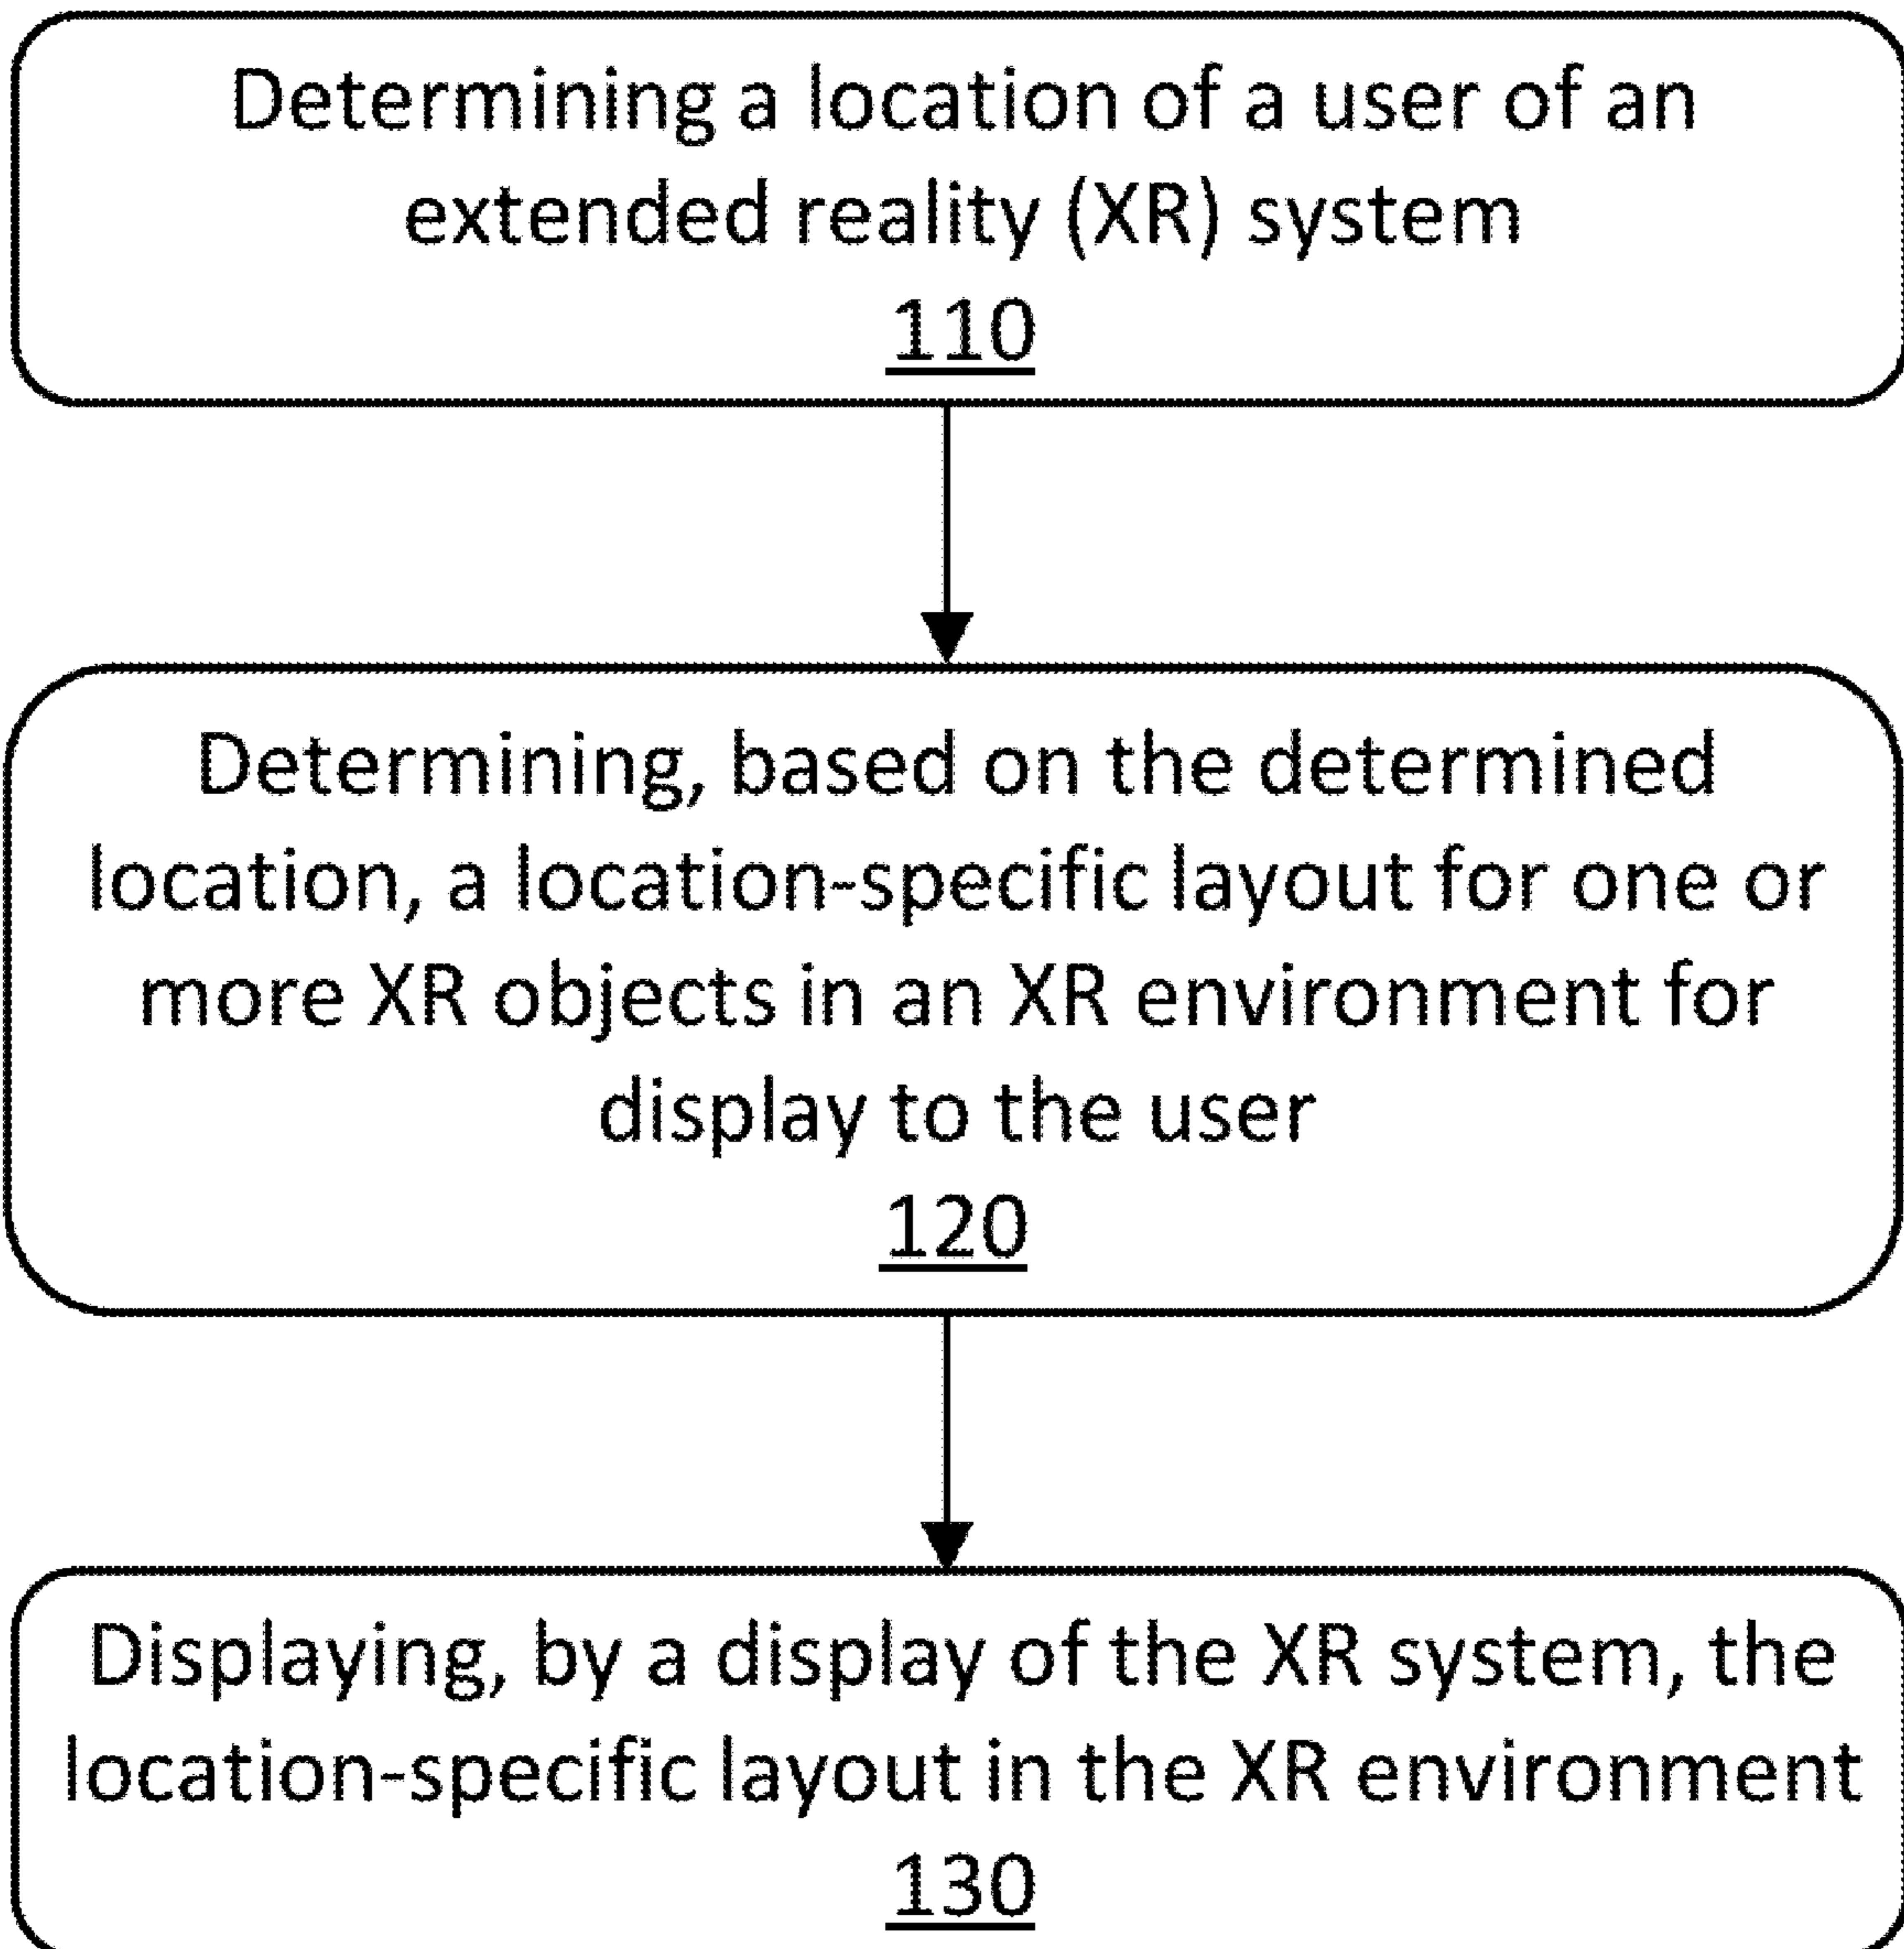 Determining a location of a user of an
extended reality (XR) system
110
Determining, based on the determined
location, a location-specific layout for one or
more XR objects in an XR environment for
display to the user
120
Displaying, by a display of the XR system, the
location-specific layout in the XR environment
130